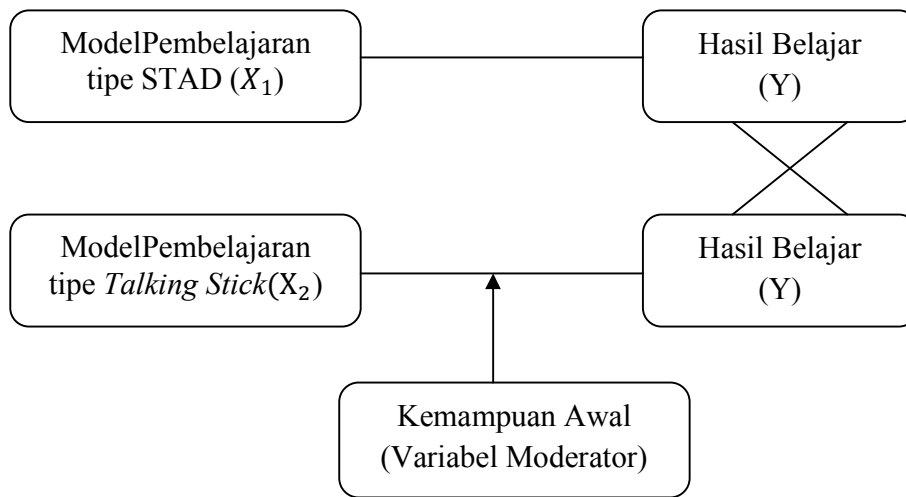 ModelPembelajaran
tipe STAD (𝑋₁)
Hasil Belajar
(Y)
ModelPembelajaran
tipe Talking Stick(X₂)
Hasil Belajar
(Y)
Kemampuan Awal
(Variabel Moderator)